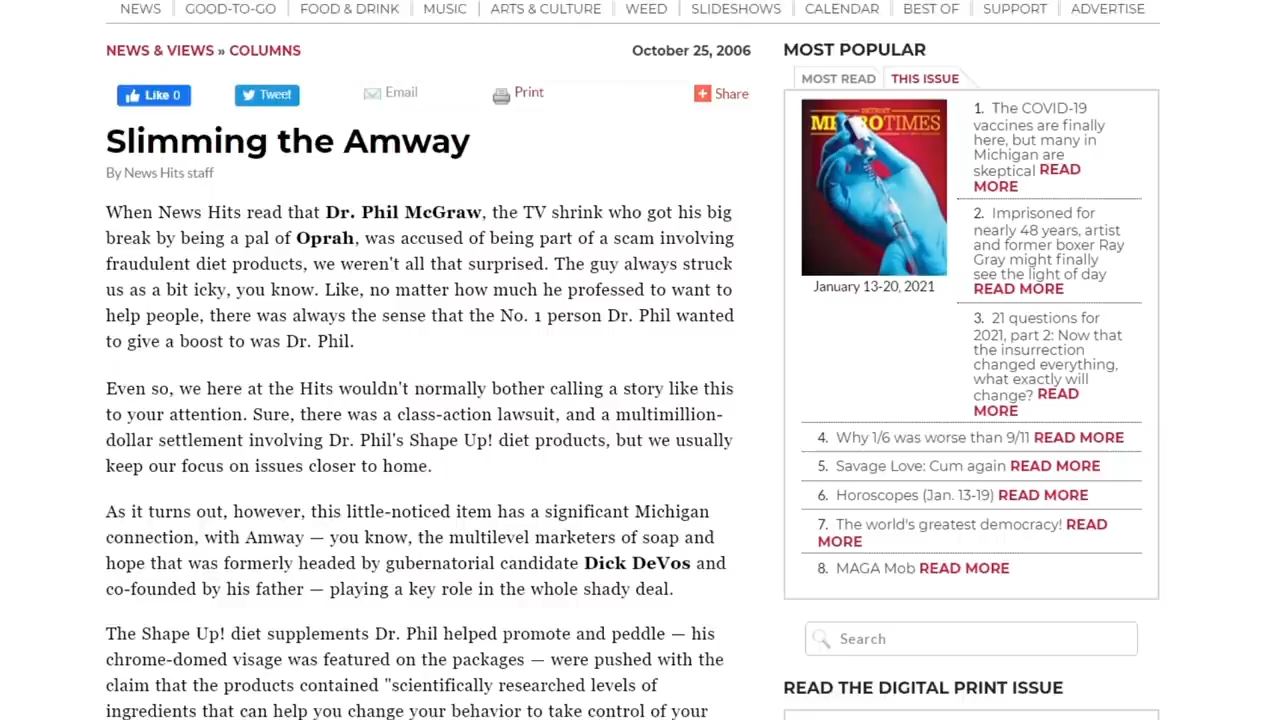 NEWS
GOOD-TO-GO
FOOD & DRINK
MUSIC
ARTS & CULTURE
WEED
SLIDESHOWS
CALENDAR
BEST OF
SUPPORT
ADVERTISE
NEWS & VIEWS » COLUMNS
October 25, 2006
Like 0
Tweet
Email
Print
Share
Slimming the Amway
By News Hits staff
When News Hits read that Dr. Phil McGraw, the TV shrink who got his big
break by being a pal of Oprah, was accused of being part of a scam involving
fraudulent diet products, we weren't all that surprised. The guy always struck
us as a bit icky, you know. Like, no matter how much he professed to want to
help people, there was always the sense that the No. 1 person Dr. Phil wanted
to give a boost to was Dr. Phil.
Even so, we here at the Hits wouldn't normally bother calling a story like this
to your attention. Sure, there was a class-action lawsuit, and a multimillion-
dollar settlement involving Dr. Phil's Shape Up! diet products, but we usually
keep our focus on issues closer to home.
As it turns out, however, this little-noticed item has a significant Michigan
connection, with Amway — you know, the multilevel marketers of soap and
hope that was formerly headed by gubernatorial candidate Dick DeVos and
co-founded by his father — playing a key role in the whole shady deal.
The Shape Up! diet supplements Dr. Phil helped promote and peddle — his
chrome-domed visage was featured on the packages — were pushed with the
claim that the products contained "scientifically researched levels of
ingredients that can help you change your behavior to take control of your
MOST POPULAR
MOST READ
THIS ISSUE
TIMES
January 13-20, 2021
1. The COVID-19
vaccines are finally
here, but many in
Michigan are
skeptical READ
MORE
2. Imprisoned for
nearly 48 years, artist
and former boxer Ray
Gray might finally
see the light of day
READ MORE
3. 21 questions for
2021, part 2: Now that
the insurrection
changed everything,
what exactly will
change? READ
MORE
4. Why 1/6 was worse than 9/11 READ MORE
5. Savage Love: Cum again READ MORE
6. Horoscopes (Jan. 13-19) READ MORE
7. The world's greatest democracy! READ
MORE
8. MAGA Mob READ MORE
Search
READ THE DIGITAL PRINT ISSUE